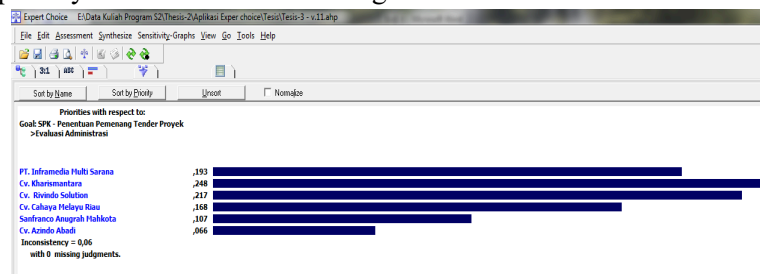 Expert Choice E:\Data Kuliah Program S2\Thesis-2\Aplikasi Exper choice\Tesis\Tesis-3 - v.11.ahp
File Edit Assessment Synthesize Sensitivity-Graphs View Go Tools Help
3:1 ABC
Sort by Name Sort by Priority Unsort Normalize
Priorities with respect to:
Goal: SPK - Penentuan Pemenang Tender Proyek
>Evaluasi Administrasi
PT. Inframedia Multi Sarana ,193
Cv. Kharismantara ,248
Cv. Rivindo Solution ,217
Cv. Cahaya Melayu Riau ,168
Sanfranco Anugrah Mahkota ,107
Cv. Azindo Abadi ,066
Inconsistency = 0,06
with 0 missing judgments.